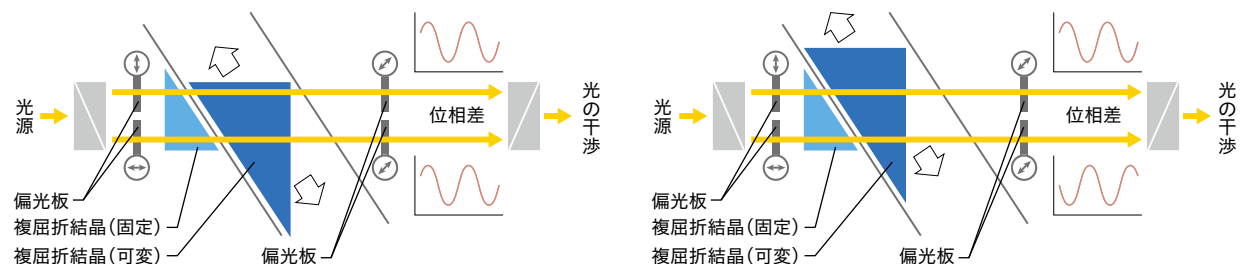 光源
位相差
光の干渉
偏光板
複屈折結晶(固定)
複屈折結晶(可変)
偏光板
光源
位相差
光の干渉
偏光板
複屈折結晶(固定)
複屈折結晶(可変)
偏光板